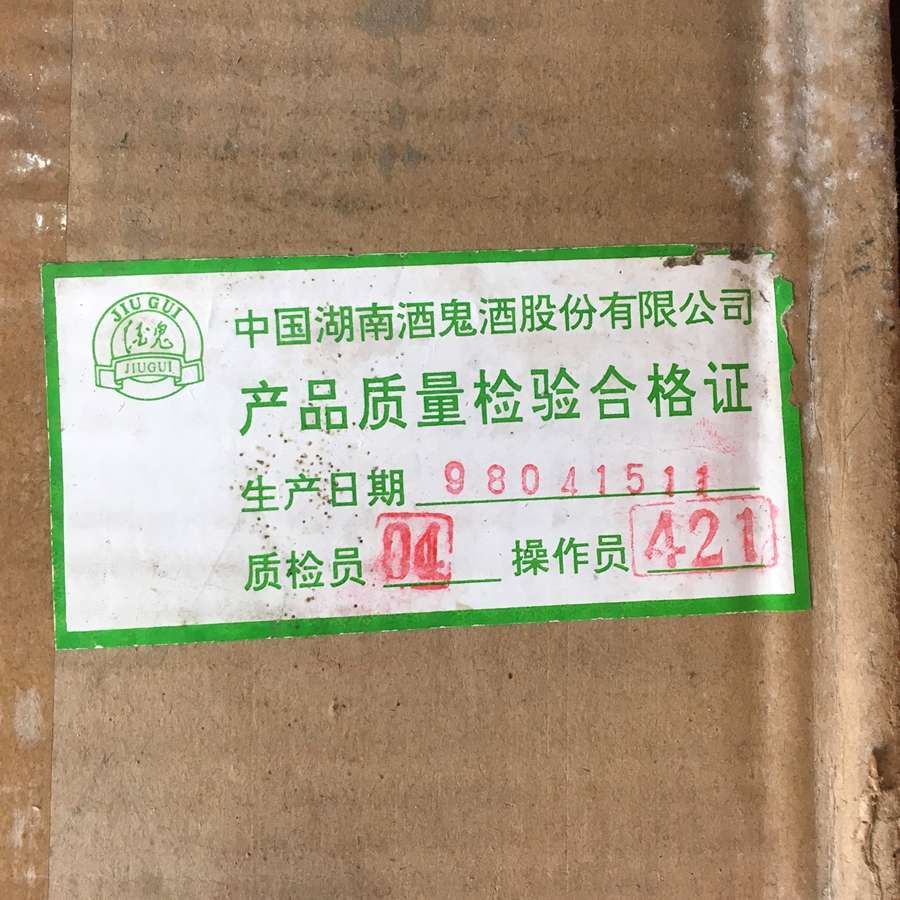 JIU GUI
酒鬼
JIUGUI
中国湖南酒鬼酒股份有限公司
产品质量检验合格证
生产日期 9804151 1
质检员 04
操作员 421